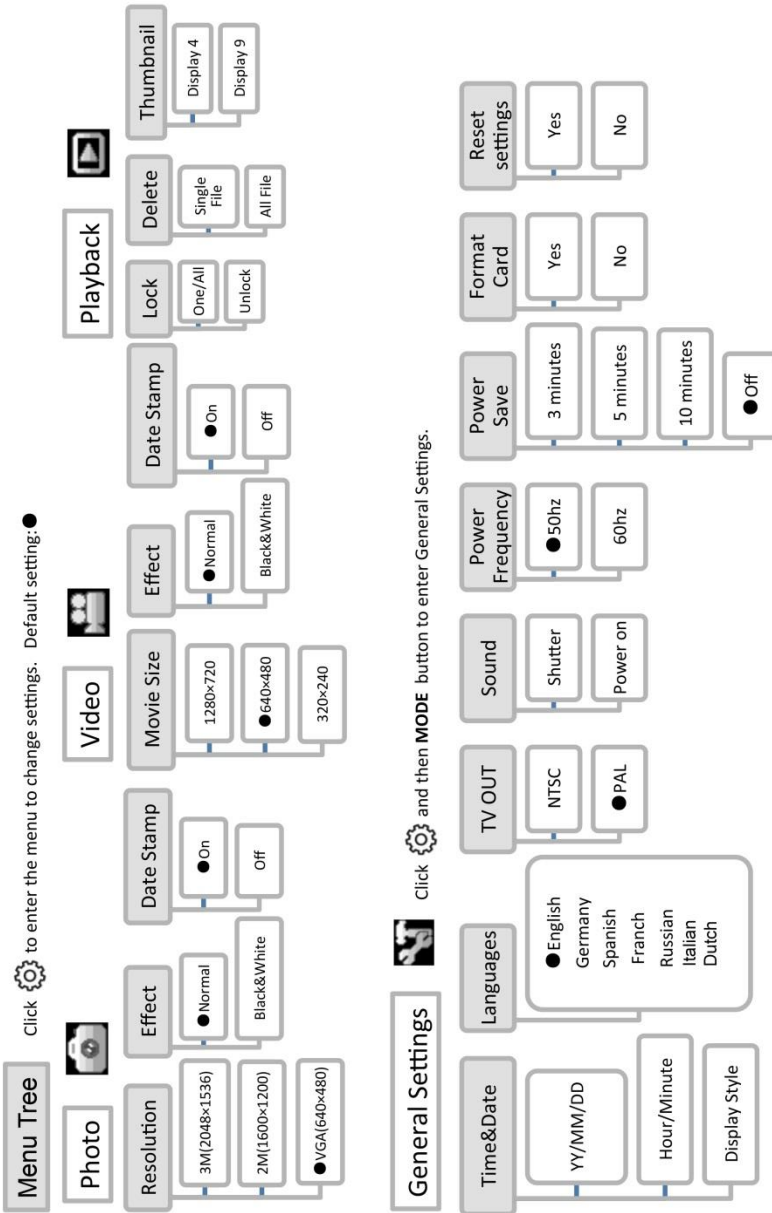 Menu Tree
Click to enter the menu to change settings. Default setting:●
Photo
Resolution
3M(2048×1536)
2M(1600×1200)
●VGA(640×480)
Effect
●Normal
Black&White
Date Stamp
●On
Off
Video
Movie Size
1280×720
●640×480
320×240
Effect
●Normal
Black&White
Date Stamp
●On
Off
Playback
Lock
One/All
Unlock
Delete
Single
File
All File
Thumbnail
Display 4
Display 9
General Settings
Click and then MODE button to enter General Settings.
Time&Date
YY/MM/DD
Hour/Minute
Display Style
Languages
●English
Germany
Spanish
Franch
Russian
Italian
Dutch
TV OUT
NTSC
●PAL
Sound
Shutter
Power on
Power
Frequency
●50hz
60hz
Power
Save
3 minutes
5 minutes
10 minutes
●Off
Format
Card
Yes
No
Reset
settings
Yes
No